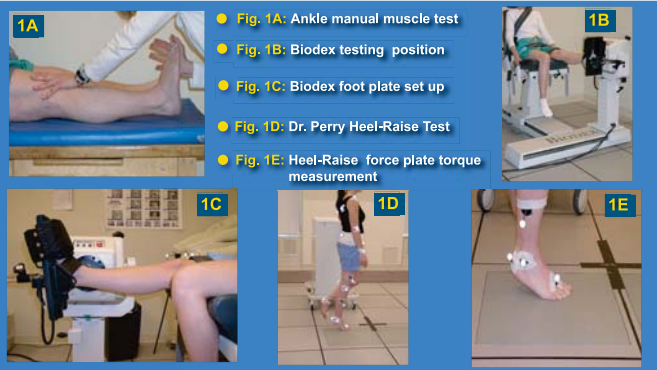 1A
Fig. 1A: Ankle manual muscle test
Fig. 1B: Biodex testing position
Fig. 1C: Biodex foot plate set up
Fig. 1D: Dr. Perry Heel-Raise Test
Fig. 1E: Heel-Raise force plate torque
measurement
1B
BIODEX
1C
1D
1E